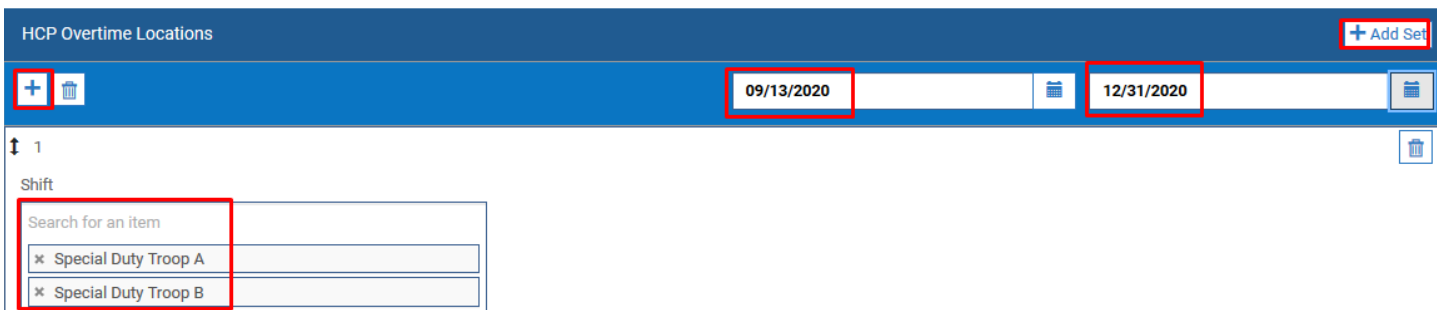 HCP Overtime Locations
+ Add Set
+
09/13/2020
12/31/2020
1
Shift
Search for an item
× Special Duty Troop A
× Special Duty Troop B